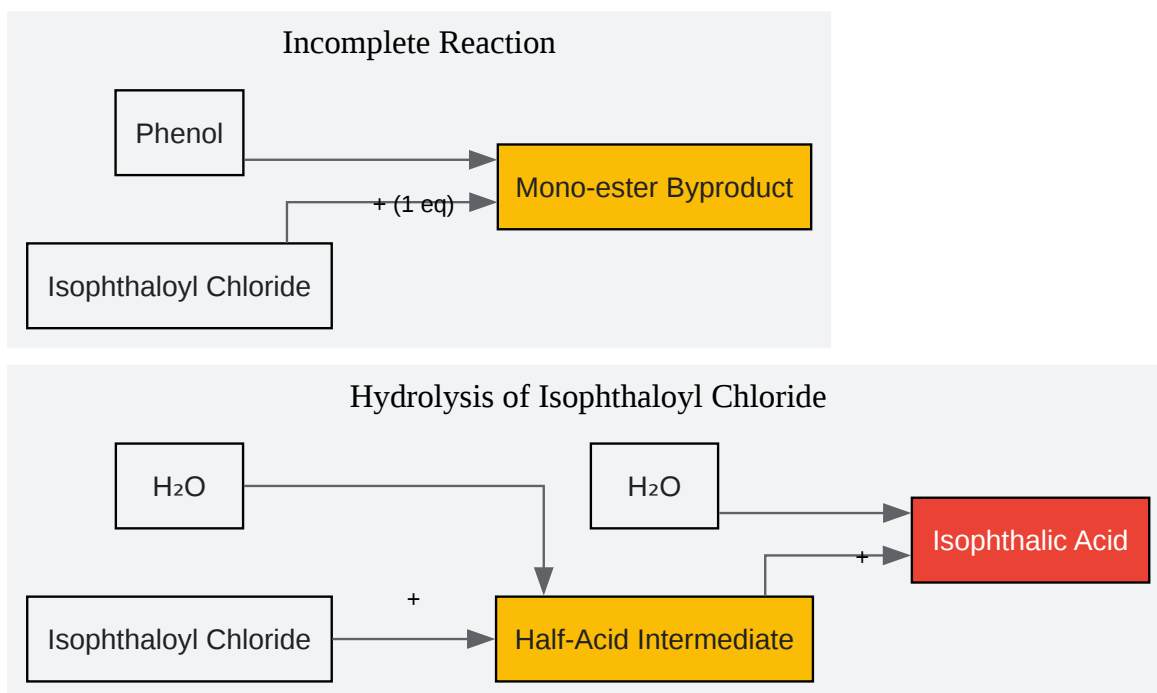 Incomplete Reaction
Phenol
Mono-ester Byproduct
+ (1 eq)
Isophthaloyl Chloride
Hydrolysis of Isophthaloyl Chloride
H₂O
H₂O
Isophthalic Acid
+
+
Isophthaloyl Chloride
Half-Acid Intermediate